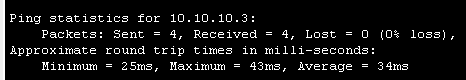 Ping statistics for 10.10.10.3:
    Packets: Sent = 4, Received = 4, Lost = 0 (0% loss),
Approximate round trip times in milli-seconds:
    Minimum = 25ms, Maximum = 43ms, Average = 34ms